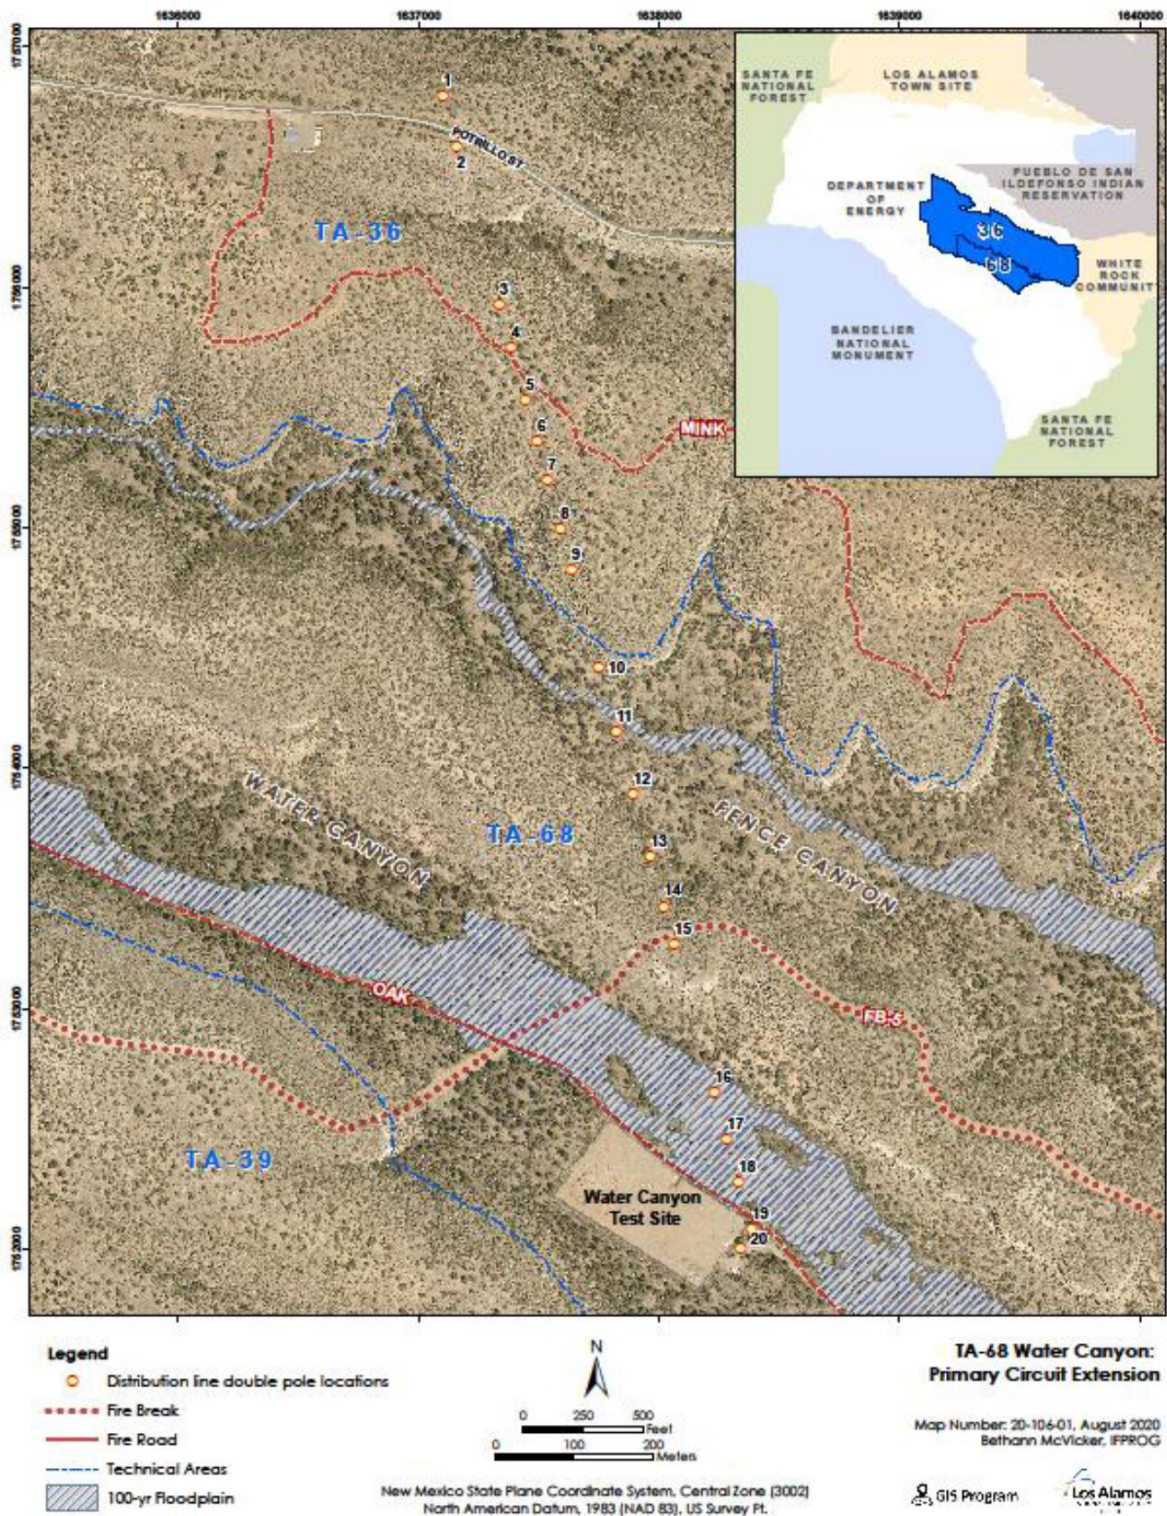 1636000
1637000
1638000
1639000
1640000
1757000
1756000
1755000
1754000
1753000
1752000
1
POTRILLO ST
2
TA-36
3
4
5
6
7
8
9
10
11
12
13
14
15
16
17
18
19
20
MINK
WATER CANYON
TA-68
FENCE CANYON
OAK
FB-5
TA-39
Water Canyon
Test Site
SANTA FE
NATIONAL
FOREST
LOS ALAMOS
TOWN SITE
DEPARTMENT
OF
ENERGY
PUEBLO DE SAN
ILDEFONSO INDIAN
RESERVATION
36
68
WHITE
ROCK
COMMUNIT
BANDELIER
NATIONAL
MONUMENT
SANTA FE
NATIONAL
FOREST
Legend
Distribution line double pole locations
Fire Break
Fire Road
Technical Areas
100-yr Floodplain
N
0 250 500
Feet
0 100 200
Meters
New Mexico State Plane Coordinate System, Central Zone (3002)
North American Datum, 1983 (NAD 83), US Survey Ft.
TA-68 Water Canyon:
Primary Circuit Extension
Map Number: 20-106-01, August 2020
Bethann McVicker, IFPROG
GIS Program
Los Alamos